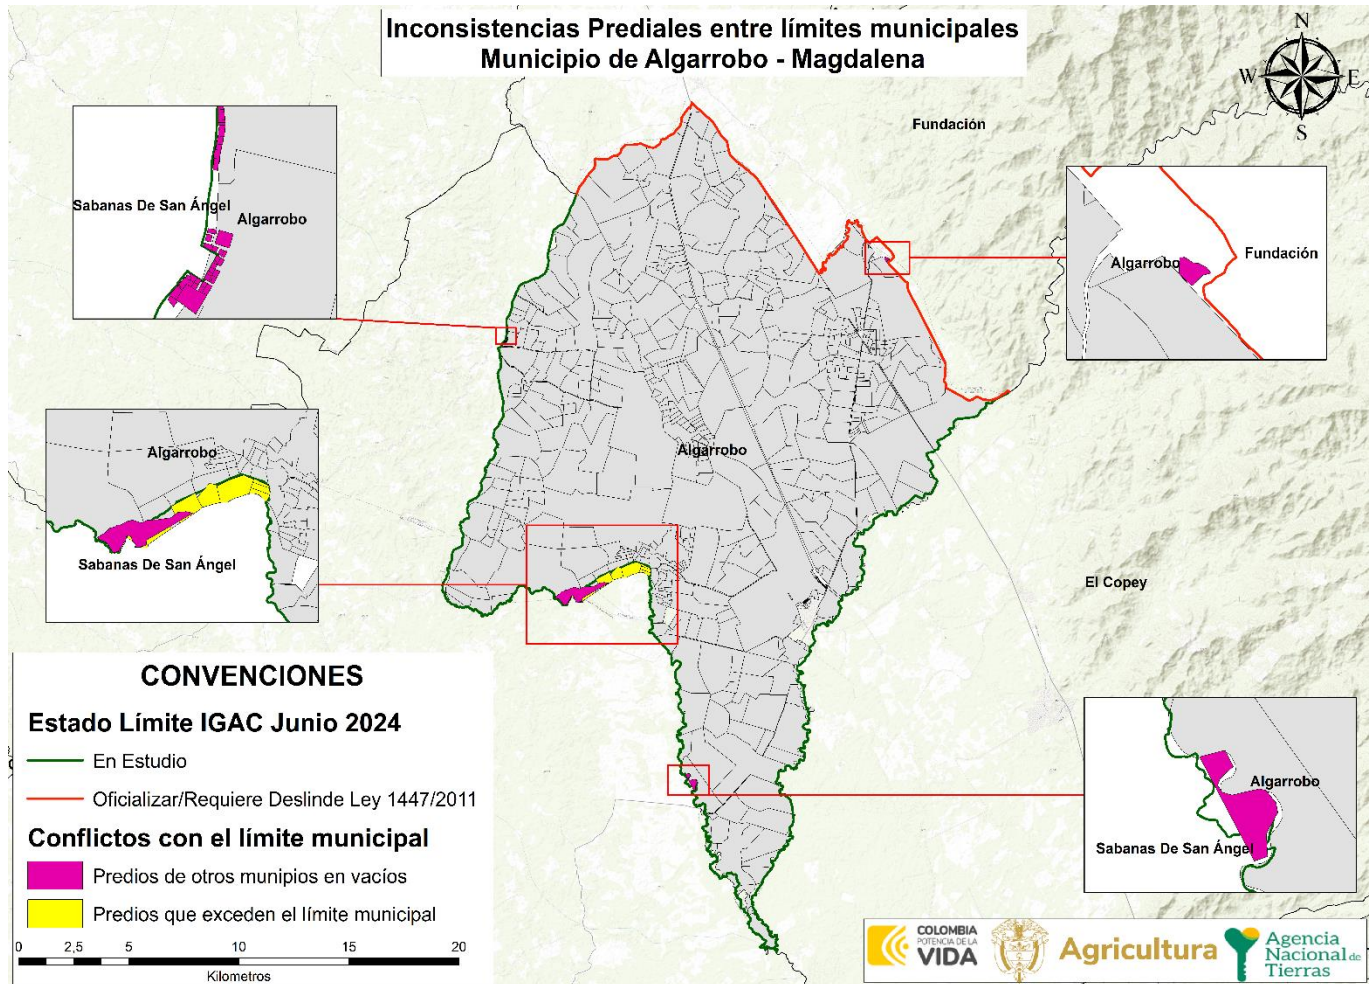 Inconsistencias Prediales entre límites municipales
Municipio de Algarrobo - Magdalena
N
W
E
S
Fundación
Sabanas De San Ángel
Algarrobo
Algarrobo
Fundación
Algarrobo
Sabanas De San Ángel
Algarrobo
El Copey
Algarrobo
Sabanas De San Ángel
CONVENCIONES
Estado Límite IGAC Junio 2024
En Estudio
Oficializar/Requiere Deslinde Ley 1447/2011
Conflictos con el límite municipal
Predios de otros munipios en vacíos
Predios que exceden el límite municipal
0 2,5 5 10 15 20
Kilometros
COLOMBIA
POTENCIA DE LA
VIDA
Agricultura
Agencia
Nacional de
Tierras